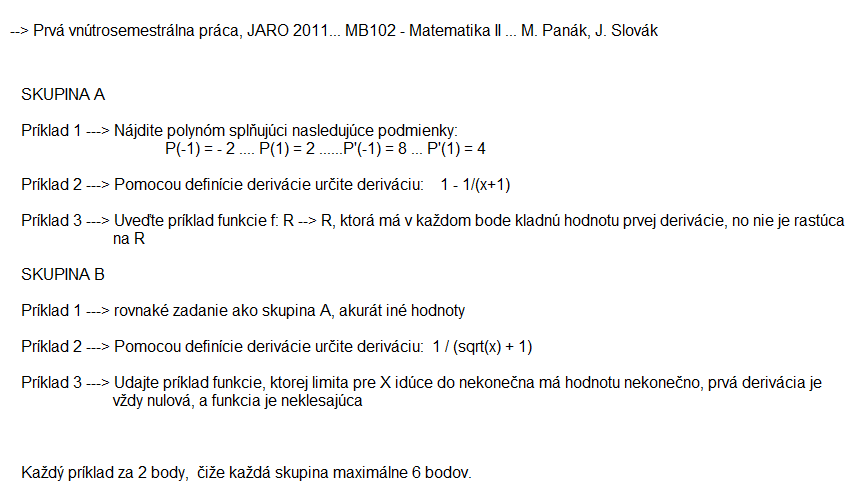 --> Prvá vnútrosemestrálna práca, JARO 2011... MB102 - Matematika II ... M. Panák, J. Slovák
SKUPINA A
Príklad 1 ---> Nájdite polynóm splňujúci nasledujúce podmienky:
P(-1) = - 2 .... P(1) = 2 ......P'(-1) = 8 ... P'(1) = 4
Príklad 2 ---> Pomocou definície derivácie určite deriváciu: 1 - 1/(x+1)
Príklad 3 ---> Uveďte príklad funkcie f: R --> R, ktorá má v každom bode kladnú hodnotu prvej derivácie, no nie je rastúca
na R
SKUPINA B
Príklad 1 ---> rovnaké zadanie ako skupina A, akurát iné hodnoty
Príklad 2 ---> Pomocou definície derivácie určite deriváciu: 1 / (sqrt(x) + 1)
Príklad 3 ---> Udajte príklad funkcie, ktorej limita pre X idúce do nekonečna má hodnotu nekonečno, prvá derivácia je
vždy nulová, a funkcia je neklesajúca
Každý príklad za 2 body, čiže každá skupina maximálne 6 bodov.